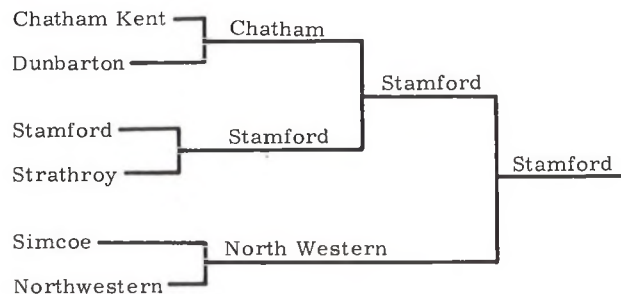 Chatham Kent
Chatham
Dunbarton
Stamford
Stamford
Stamford
Strathroy
Stamford
Simcoe
North Western
Northwestern